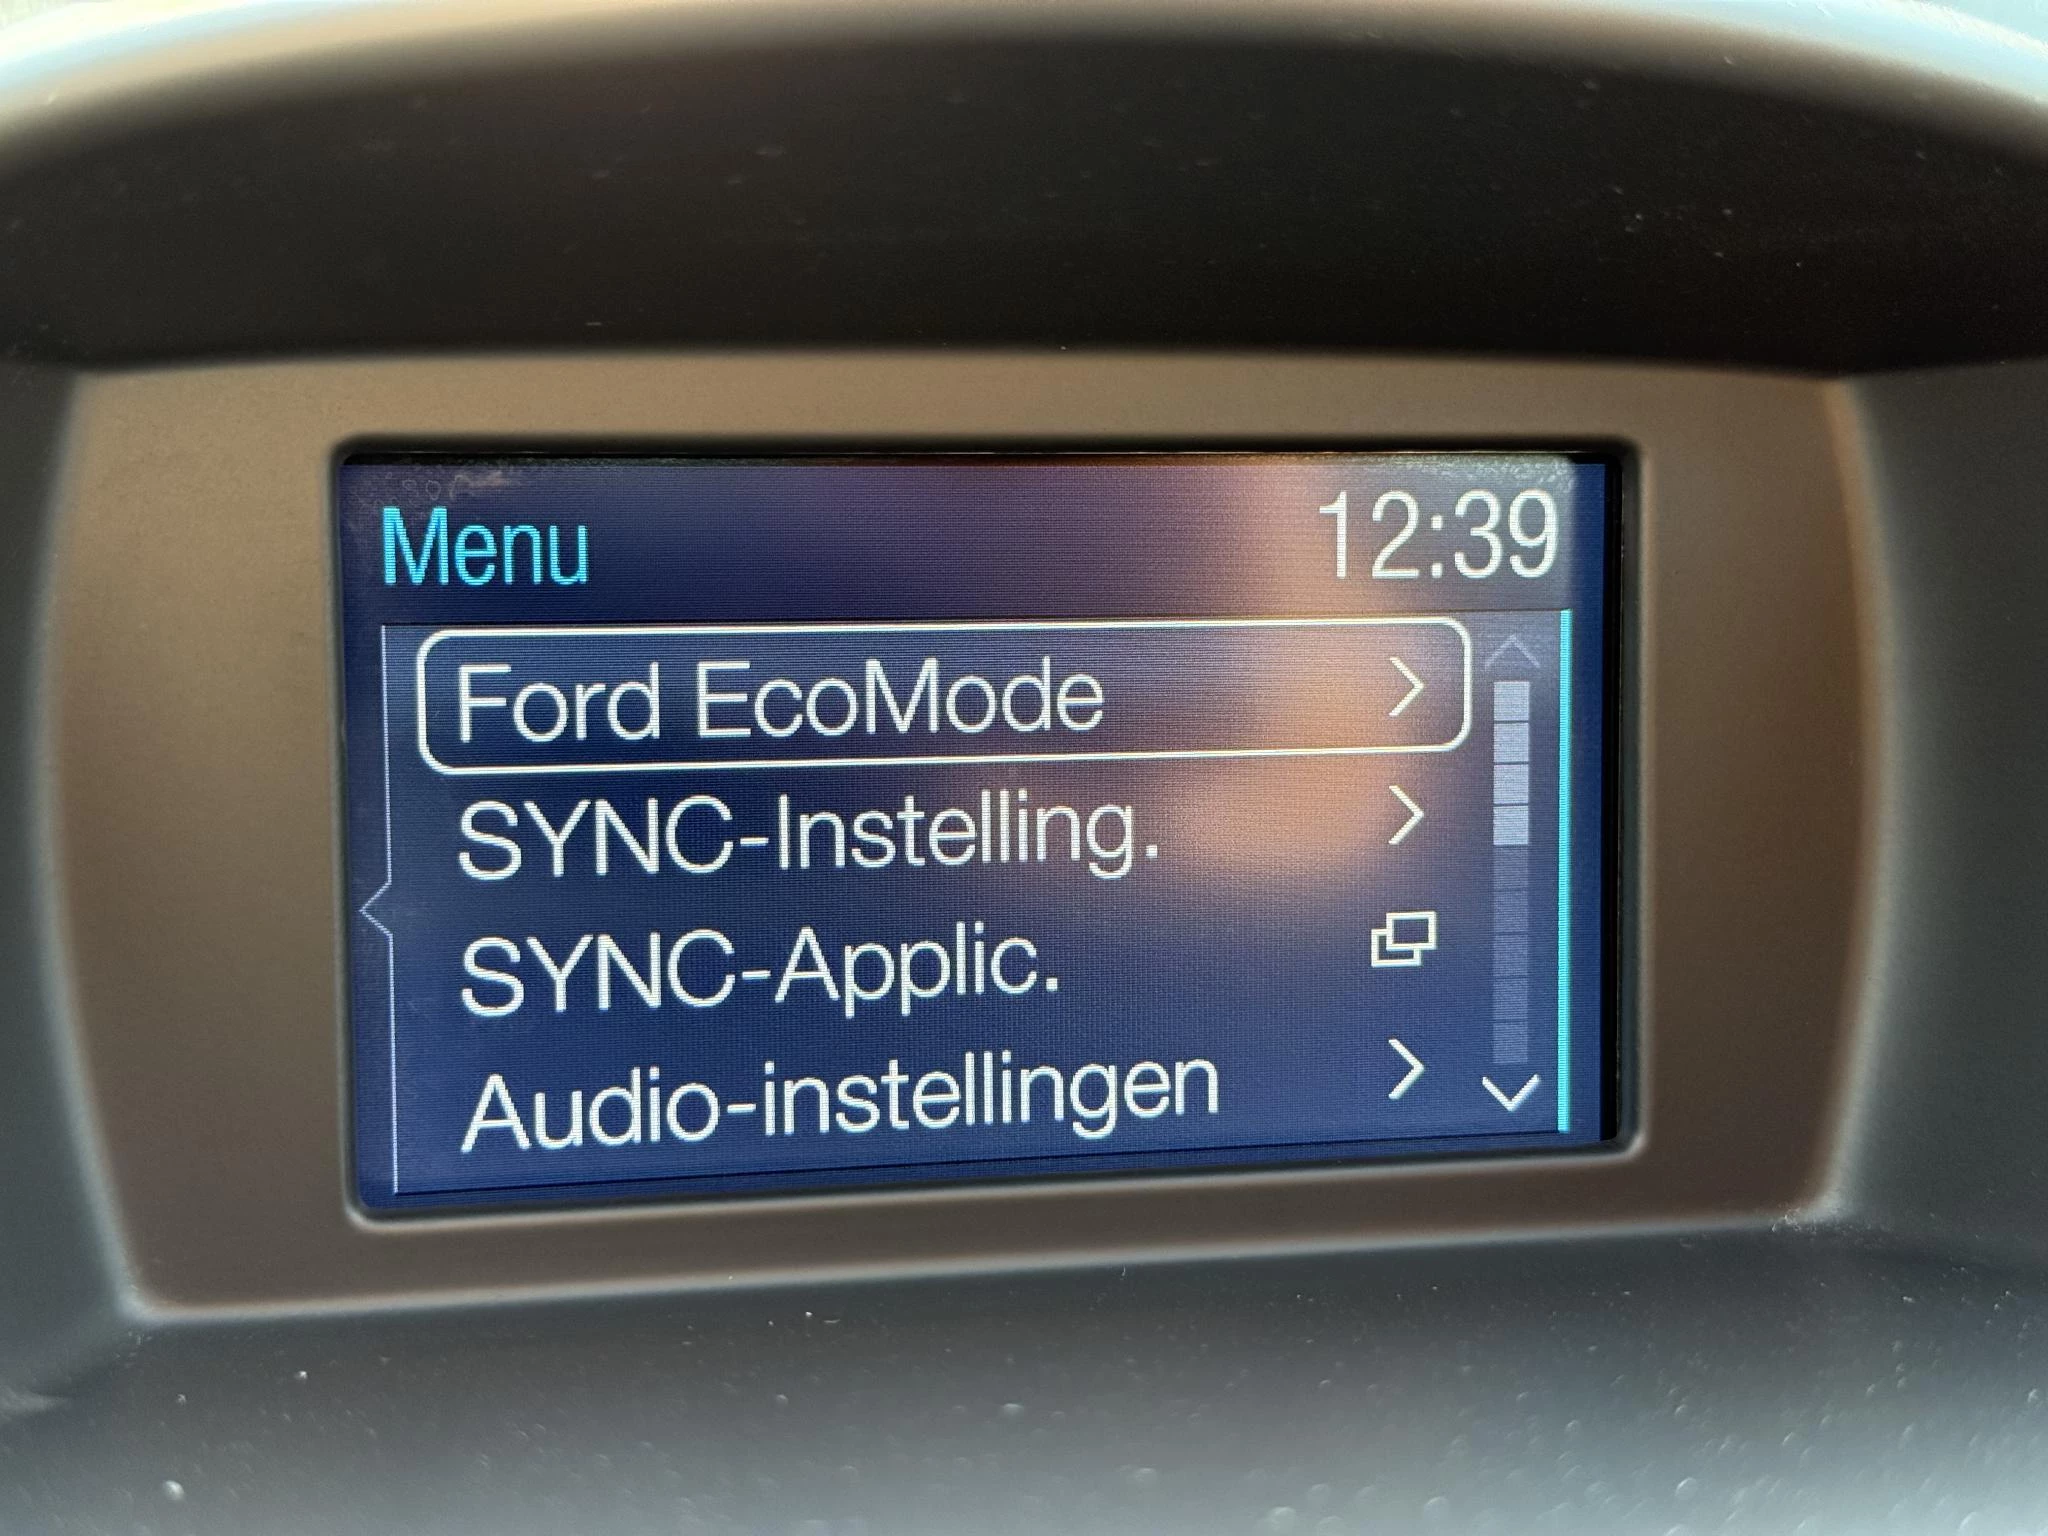 Menu 12:39
Ford EcoMode
SYNC-Instelling.
SYNC-Applic.
Audio-instellingen